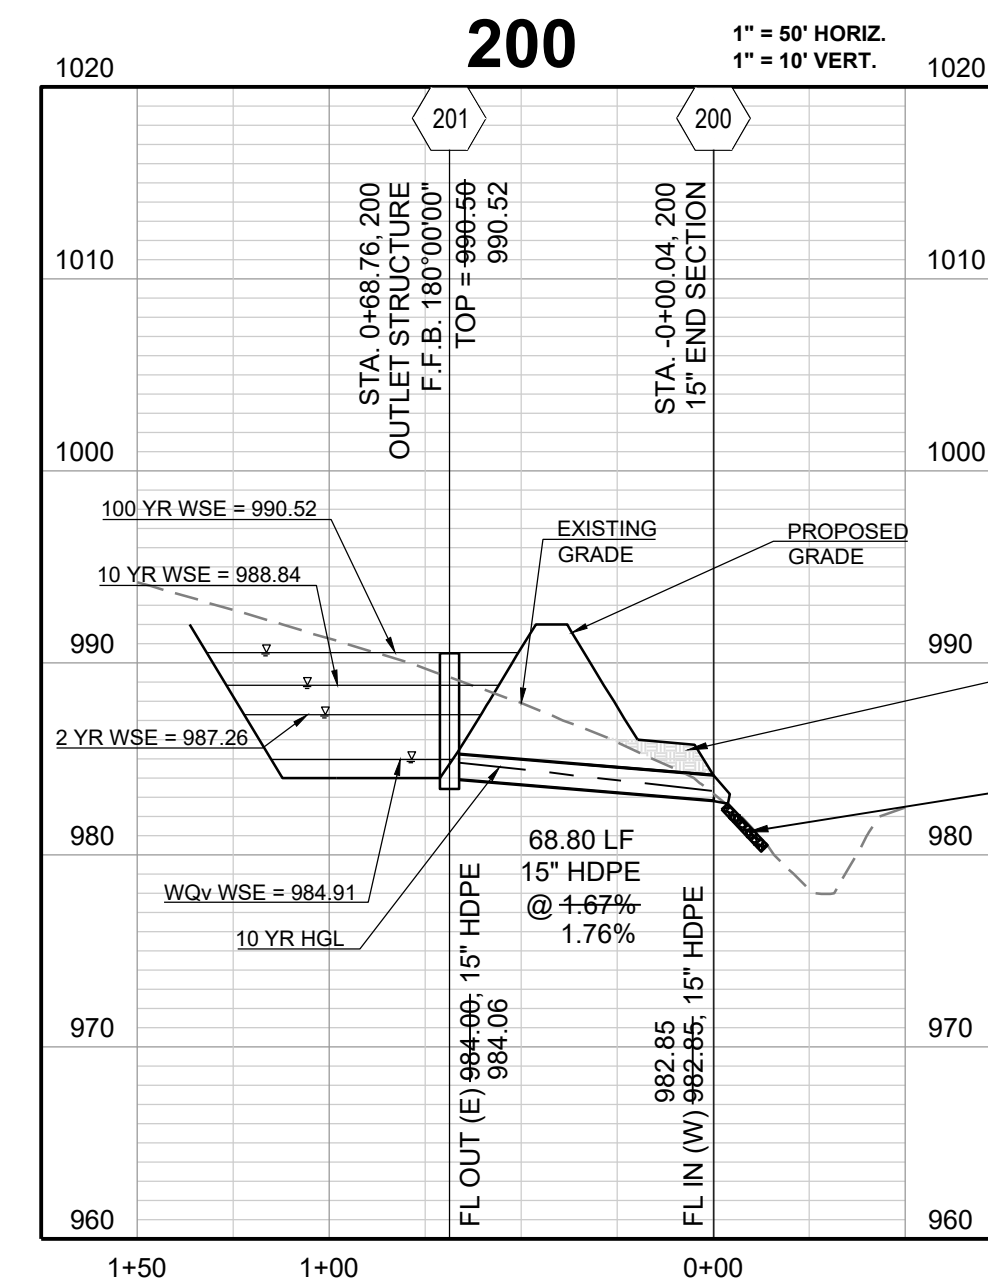 200
1" = 50' HORIZ.
1" = 10' VERT.
1020
1020
201
200
STA. 0+68.76, 200
OUTLET STRUCTURE
F.F.B. 180°00'00"
TOP = 990.50
990.52
STA. -0+00.04, 200
15" END SECTION
1010
1010
1000
1000
100 YR WSE = 990.52
EXISTING
GRADE
PROPOSED
GRADE
10 YR WSE = 988.84
990
990
2 YR WSE = 987.26
980
980
68.80 LF
15" HDPE
@ 1.67%
1.76%
WQv WSE = 984.91
10 YR HGL
FL OUT (E) 984.00, 15" HDPE
984.06
982.85
FL IN (W) 982.85, 15" HDPE
970
970
960
960
1+50
1+00
0+00